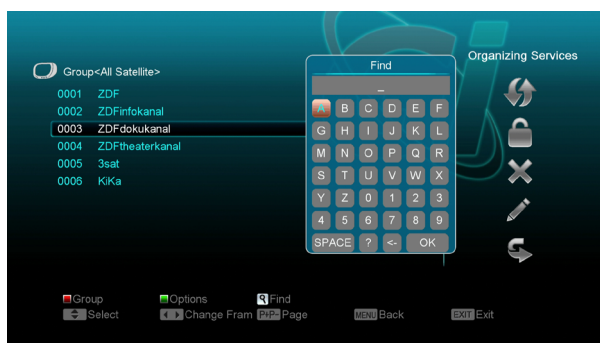 Organizing Services
Group<All Satellite>
0001 ZDF
0002 ZDFinfokanal
0003 ZDFdokukanal
0004 ZDFtheaterkanal
0005 3sat
0006 KiKa
Find
_
A B C D E F
G H I J K L
M N O P Q R
S T U V W X
Y Z 0 1 2 3
4 5 6 7 8 9
SPACE ? <- OK
Group Options Find
Select Change Fram P+P- Page MENU Back EXIT Exit